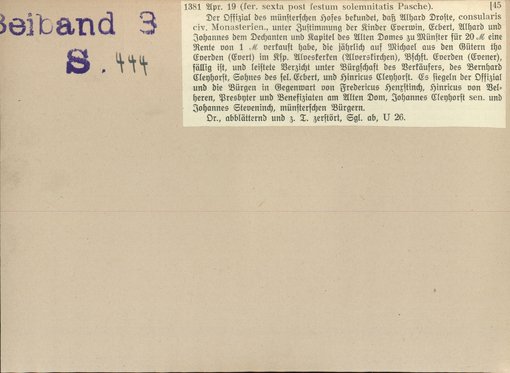 Beiband 3
S. 444
1381 Apr. 19 (fer. sexta post festum solemnitatis Pasche). [45
Der Offizial des münsterschen Hofes bekundet, daß Alhard Droste, consularis
civ. Monasterien., unter Zustimmung der Kinder Everwin, Ecbert, Alhard und
Johannes dem Dechanten und Kapitel des Alten Domes zu Münster für 20 M eine
Rente von 1 M verkauft habe, die jährlich auf Michael aus den Gütern tho
Everden (Evert) im Ksp. Alveskerken (Alverskirchen), Bschft. Everden (Evener),
fällig ist, und leistete Verzicht unter Bürgschaft des Verkäufers, des Bernhard
Cleyhorst, Sohnes des sel. Ecbert, und Hinricus Cleyhorst. Es siegeln der Offizial
und die Bürgen in Gegenwart von Fredericus Henxstinch, Hinricus von Bel-
heren, Presbyter und Benefiziaten am Alten Dom, Johannes Cleyhorst sen. und
Johannes Steveninch, münsterschen Bürgern.
Or., abblätternd und z. T. zerstört, Sgl. ab, U 26.